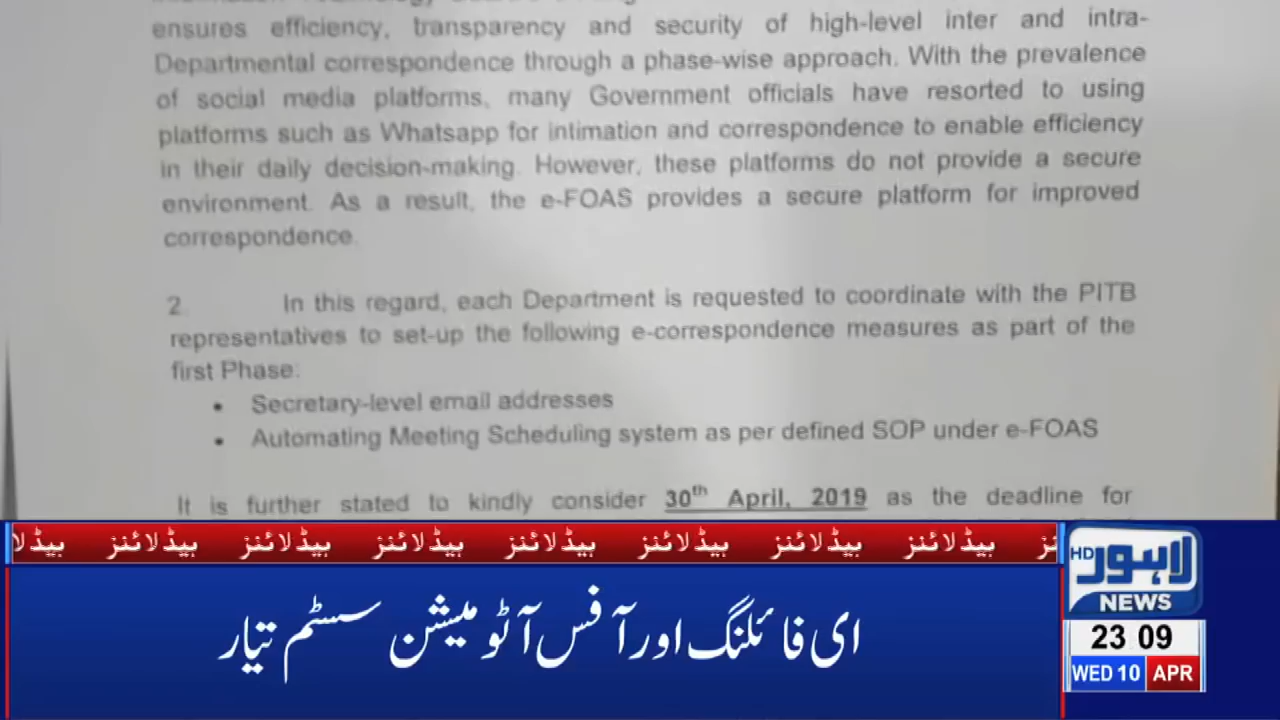 ensures efficiency, transparency and security of high-level inter and intra-
Departmental correspondence through a phase-wise approach. With the prevalence
of social media platforms, many Government officials have resorted to using
platforms such as Whatsapp for intimation and correspondence to enable efficiency
in their daily decision-making. However, these platforms do not provide a secure
environment. As a result, the e-FOAS provides a secure platform for improved
correspondence.
2. In this regard, each Department is requested to coordinate with the PITB
representatives to set-up the following e-correspondence measures as part of the
first Phase:
• Secretary-level email addresses
• Automating Meeting Scheduling system as per defined SOP under e-FOAS
It is further stated to kindly consider 30th April, 2019 as the deadline for
ہیڈلائنز ہیڈلائنز ہیڈلائنز ہیڈلائنز ہیڈلائنز ہیڈلائنز ہیڈلائنز
ای فائلنگ اور آفس آٹومیشن سسٹم تیار
لاہور HD
NEWS
23 09
WED 10 APR